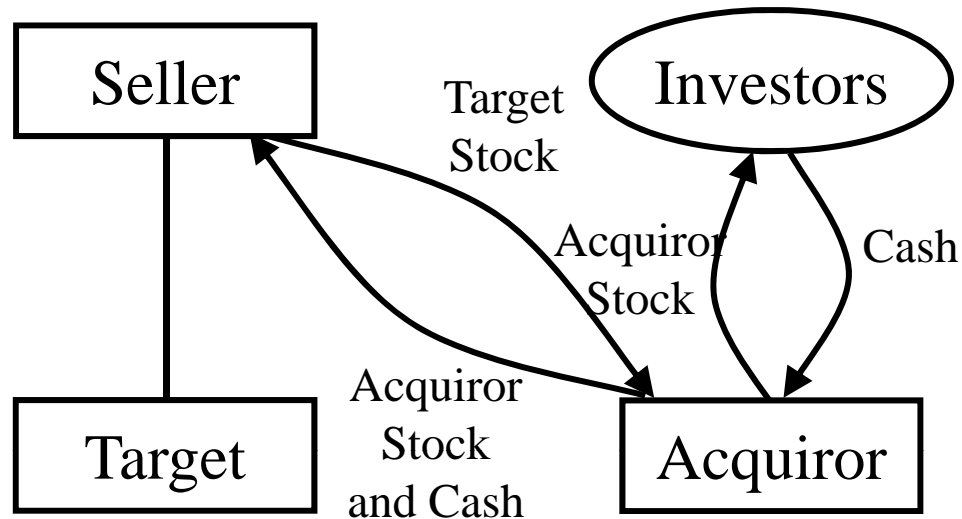 Seller
Investors
Target
Stock
Acquiror
Stock
Cash
Acquiror
Stock
and Cash
Target
Acquiror